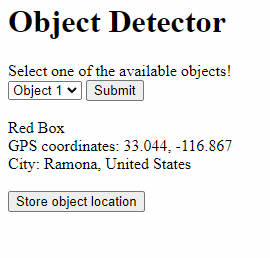 Object Detector
Select one of the available objects!
Object 1 Submit
Red Box
GPS coordinates: 33.044, -116.867
City: Ramona, United States
Store object location